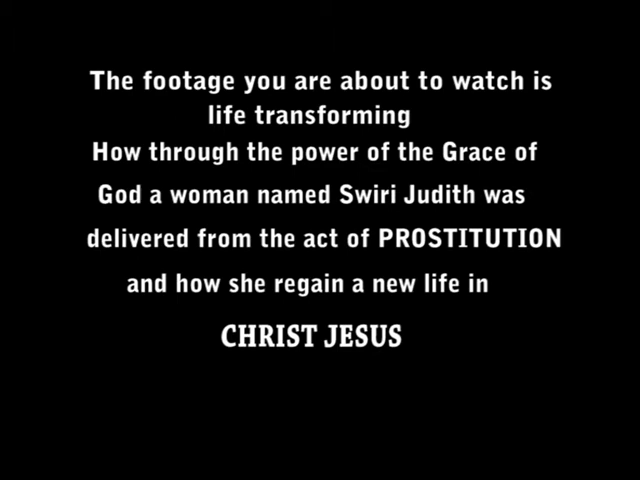 The footage you are about to watch is
life transforming
How through the power of the Grace of
God a woman named Swiri Judith was
delivered from the act of PROSTITUTION
and how she regain a new life in
CHRIST JESUS